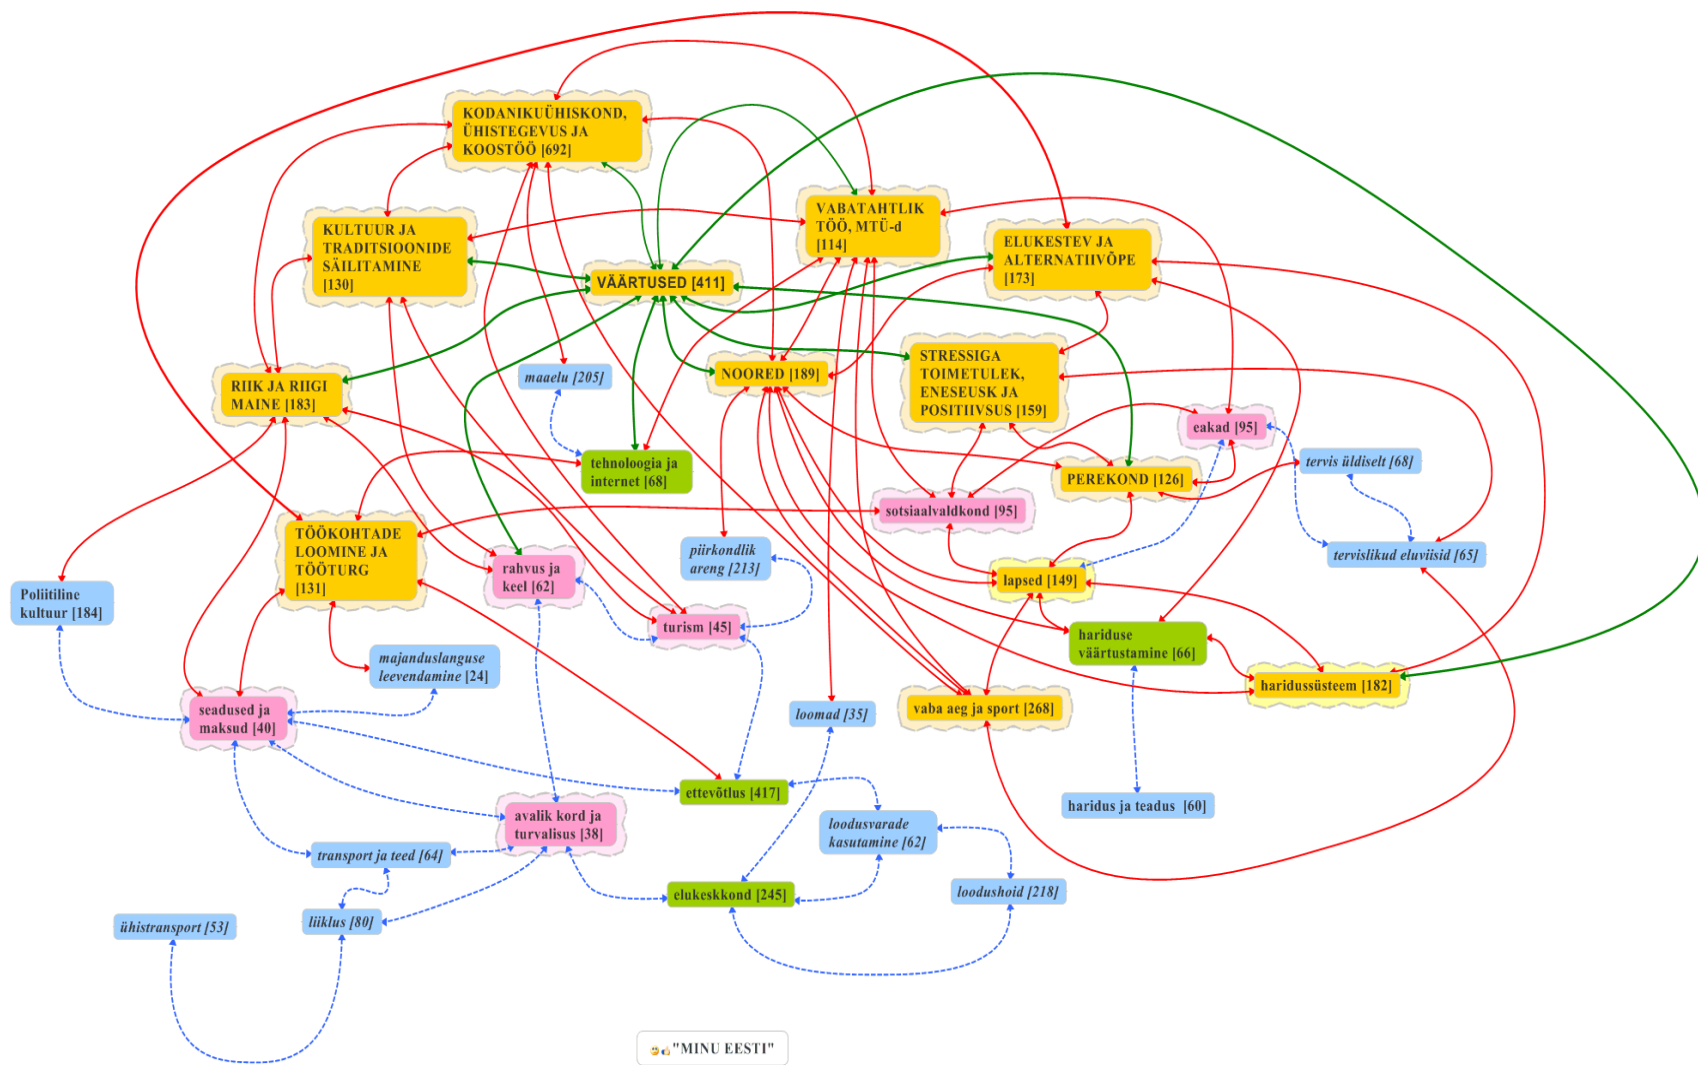 KODANIKUÜHISKOND,
ÜHISTEGEVUS JA
KOOSTÖÖ [692]
VABATAHTLIK
TÖÖ, MTÜ-d
[114]
KULTUUR JA
TRADITSIOONIDE
SÄILITAMINE
[130]
ELUKESTEV JA
ALTERNATIIVÕPE
[173]
VÄÄRTUSED [411]
STRESSIGA
TOIMETULEK,
ENESEUSK JA
POSITIIVSUS [159]
NOORED [189]
maaelu [205]
RIIK JA RIIGI
MAINE [183]
eakad [95]
tehnoloogia ja
internet [68]
tervis üldiselt [68]
PEREKOND [126]
sotsiaalvaldkond [95]
TÖÖKOHTADE
LOOMINE JA
TÖÖTURG
[131]
piirkondlik
areng [213]
tervislikud eluviisid [65]
rahvus ja
keel [62]
lapsed [149]
Poliitiline
kultuur [184]
turism [45]
hariduse
väärtustamine [66]
majanduslanguse
leevendamine [24]
haridussüsteem [182]
seadused ja
maksud [40]
loomad [35]
vaba aeg ja sport [268]
ettevõtlus [417]
haridus ja teadus [60]
avalik kord ja
turvalisus [38]
loodusvarade
kasutamine [62]
transport ja teed [64]
elukeskkond [245]
loodushoid [218]
ühistransport [53]
liiklus [80]
"MINU EESTI"